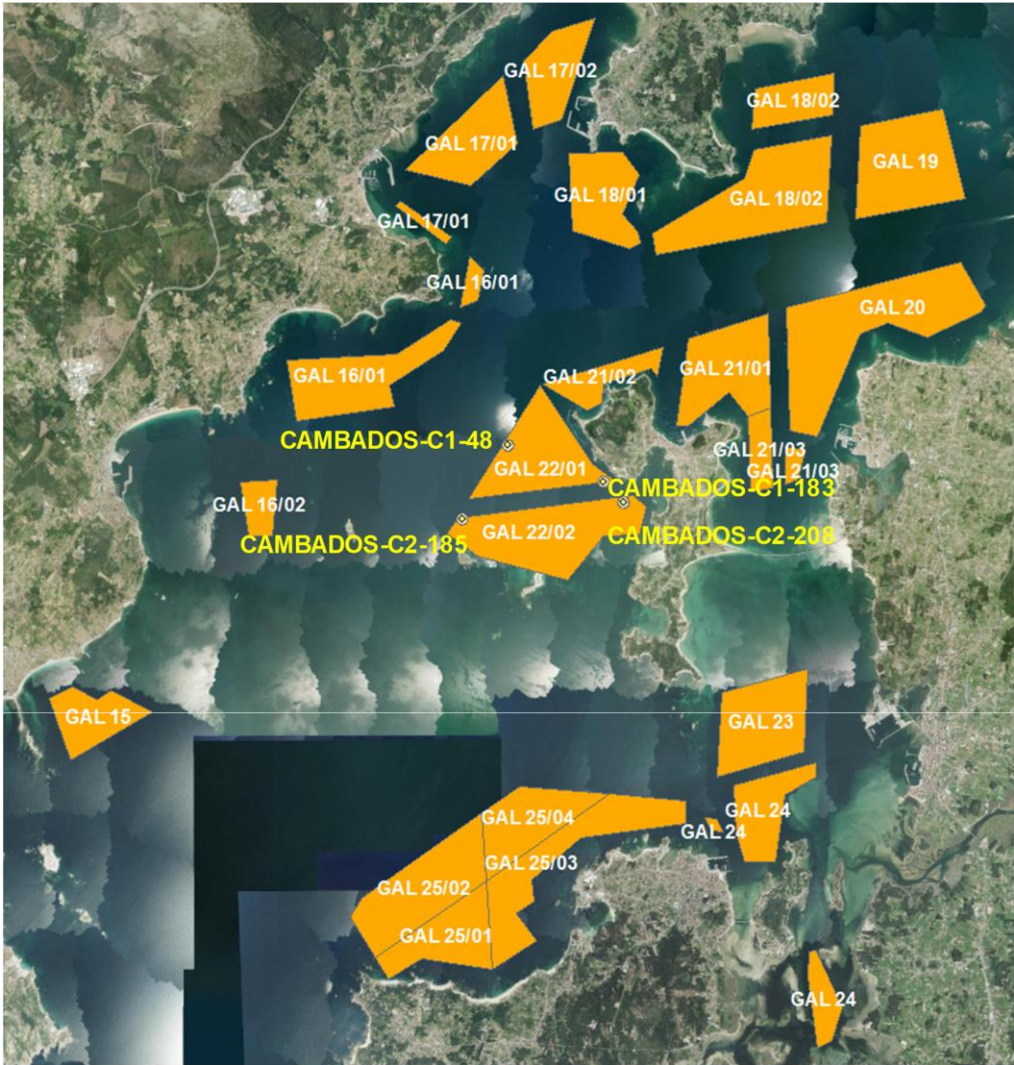 GAL 17/02
GAL 18/02
GAL 17/01
GAL 19
GAL 18/01
GAL 18/02
GAL 17/01
GAL 16/01
GAL 20
GAL 16/01
GAL 21/02
GAL 21/01
CAMBADOS-C1-48
GAL 21/03
GAL 22/01
GAL 21/03
CAMBADOS-C1-183
GAL 16/02
GAL 22/02
CAMBADOS-C2-208
CAMBADOS-C2-185
GAL 15
GAL 23
GAL 24
GAL 25/04
GAL 24
GAL 25/03
GAL 25/02
GAL 25/01
GAL 24